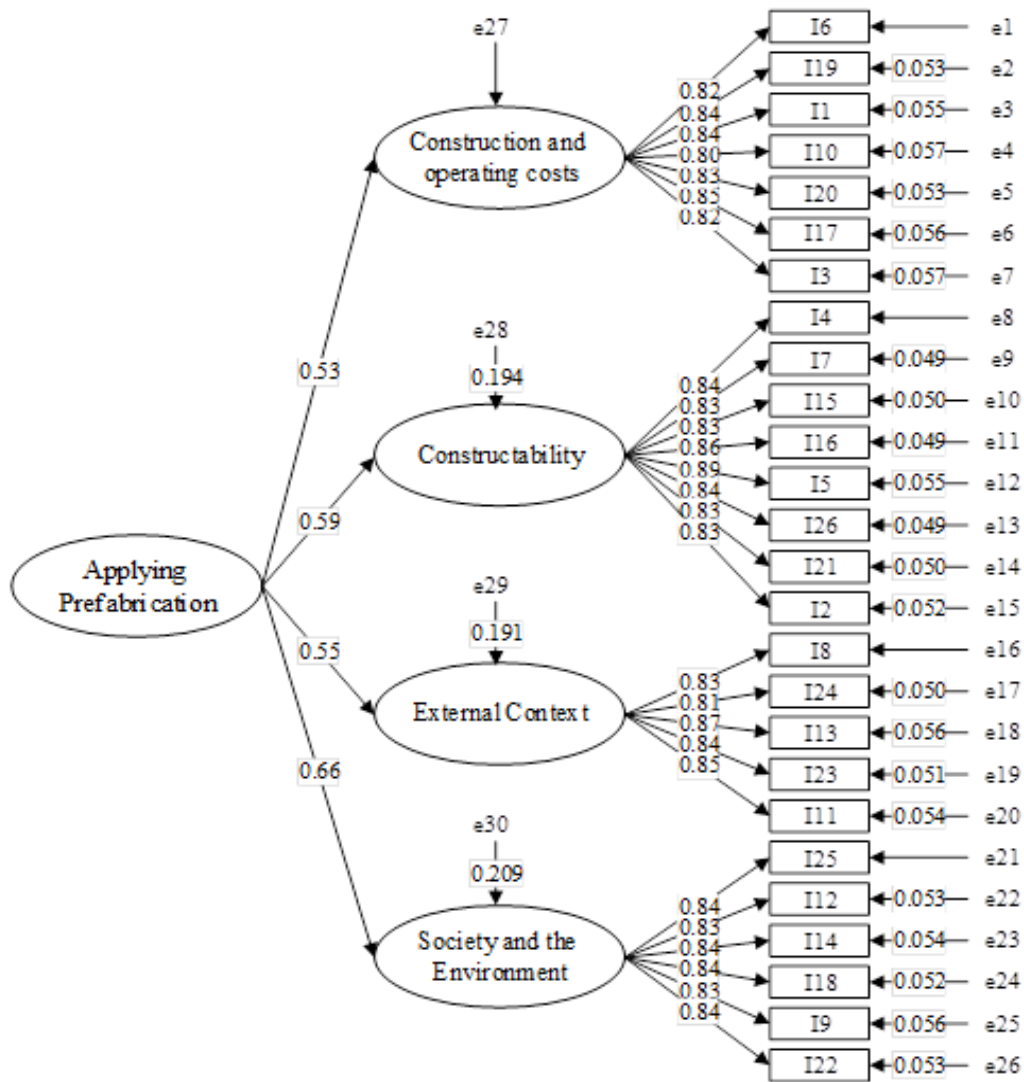 e27
Construction and
operating costs
0.82
0.84
0.84
0.80
0.83
0.85
0.82
I6
e1
I19
0.053
e2
I1
0.055
e3
I10
0.057
e4
I20
0.053
e5
I17
0.056
e6
I3
0.057
e7
0.53
e28
0.194
Constructability
0.84
0.83
0.83
0.86
0.89
0.84
0.83
0.83
I4
e8
I7
0.049
e9
I15
0.050
e10
I16
0.049
e11
I5
0.055
e12
I26
0.049
e13
I21
0.050
e14
I2
0.052
e15
0.59
Applying
Prefabrication
0.55
e29
0.191
External Context
0.83
0.81
0.87
0.84
0.85
I8
e16
I24
0.050
e17
I13
0.056
e18
I23
0.051
e19
I11
0.054
e20
0.66
e30
0.209
Society and the
Environment
0.84
0.83
0.84
0.84
0.83
0.84
I25
e21
I12
0.053
e22
I14
0.054
e23
I18
0.052
e24
I9
0.056
e25
I22
0.053
e26